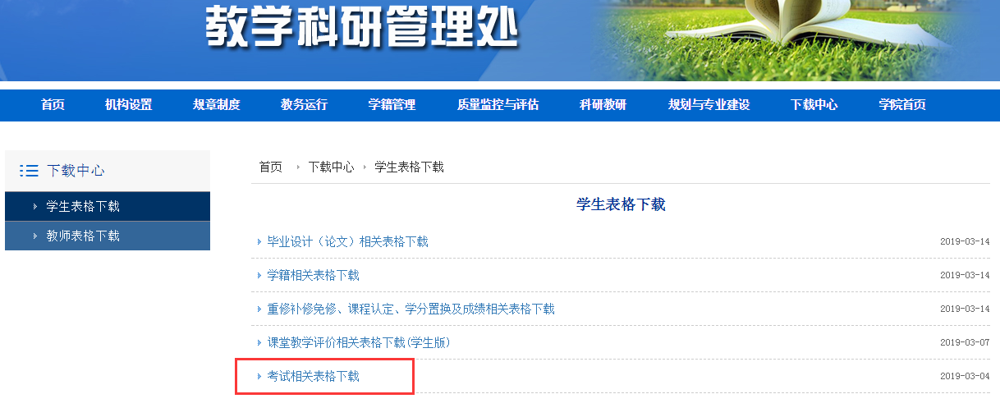 教学科研管理处
首页 机构设置 规章制度 教务运行 学籍管理 质量监控与评估 科研教研 规划与专业建设 下载中心 学院首页
下载中心
学生表格下载
教师表格下载
首页 下载中心 学生表格下载
学生表格下载
毕业设计（论文）相关表格下载 2019-03-14
学籍相关表格下载 2019-03-14
重修补修免修、课程认定、学分置换及成绩相关表格下载 2019-03-14
课堂教学评价相关表格下载(学生版) 2019-03-07
考试相关表格下载 2019-03-04